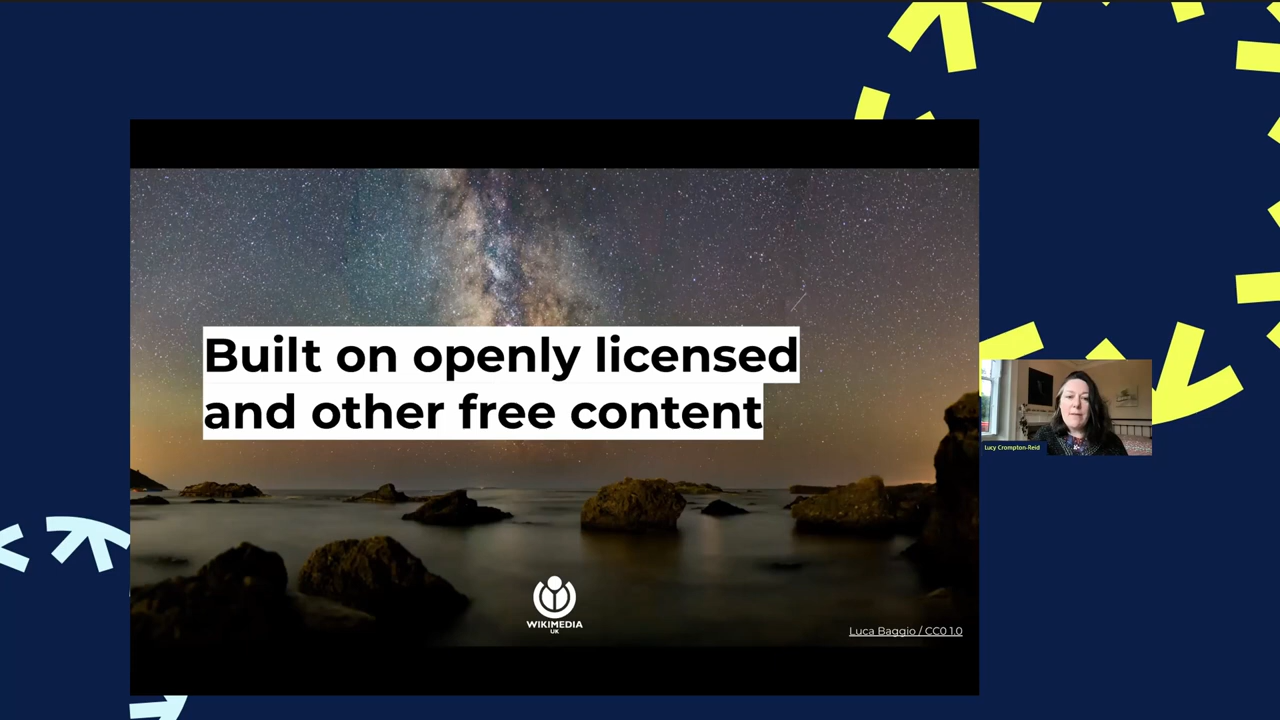 Built on openly licensed
and other free content
WIKIMEDIA
UK
Luca Baggio / CC0 1.0
Lucy Crompton-Reid